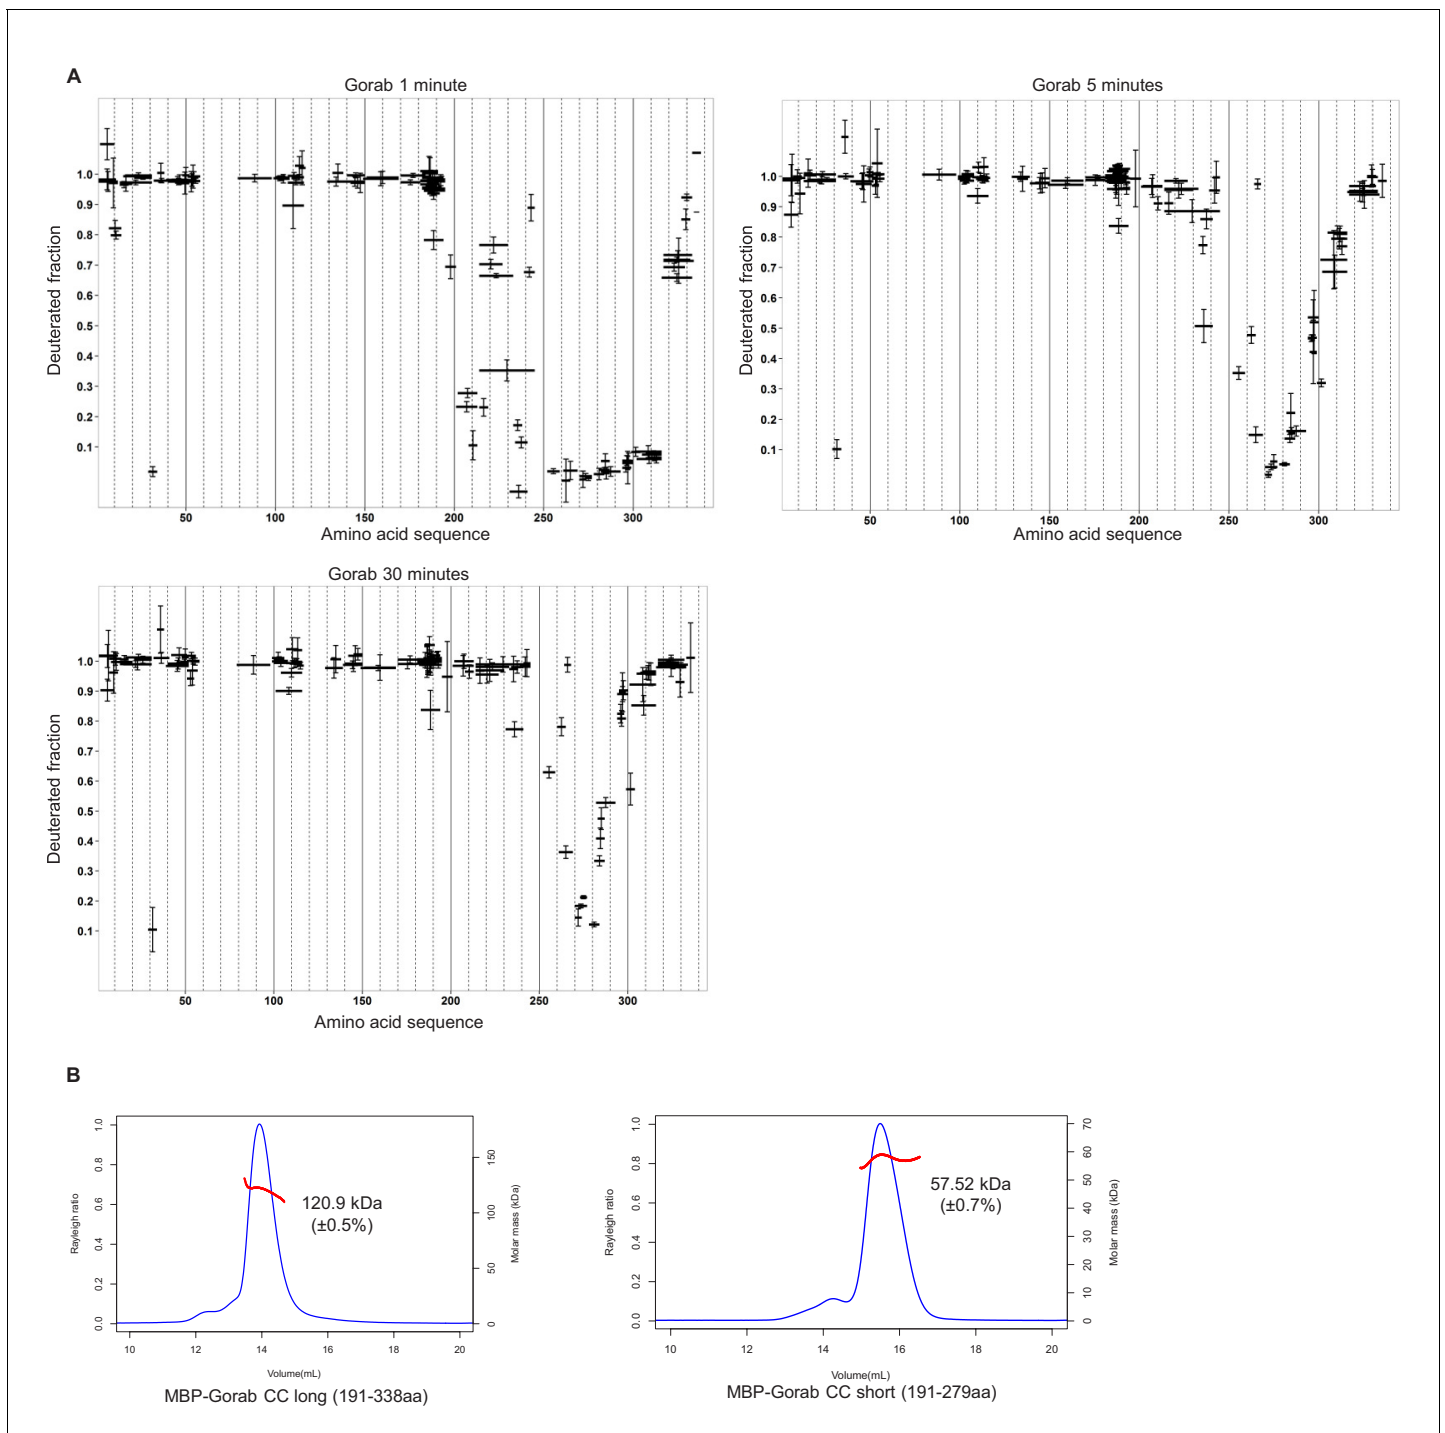 A
Gorab 1 minute
Deuterated fraction
1.0
0.9
0.8
0.7
0.6
0.5
0.4
0.3
0.2
0.1
50 100 150 200 250 300
Amino acid sequence
Gorab 5 minutes
Deuterated fraction
1.0
0.9
0.8
0.7
0.6
0.5
0.4
0.3
0.2
0.1
50 100 150 200 250 300
Amino acid sequence
Gorab 30 minutes
Deuterated fraction
1.0
0.9
0.8
0.7
0.6
0.5
0.4
0.3
0.2
0.1
50 100 150 200 250 300
Amino acid sequence
B
Rayleigh ratio
1.0
0.8
0.6
0.4
0.2
0.0
120.9 kDa
(±0.5%)
150
100
50
0
Molar mass (kDa)
10 12 14 16 18 20
Volume(mL)
MBP-Gorab CC long (191-338aa)
Rayleigh ratio
1.0
0.8
0.6
0.4
0.2
0.0
57.52 kDa
(±0.7%)
70
60
50
40
30
20
10
0
Molar mass (kDa)
10 12 14 16 18 20
Volume(mL)
MBP-Gorab CC short (191-279aa)